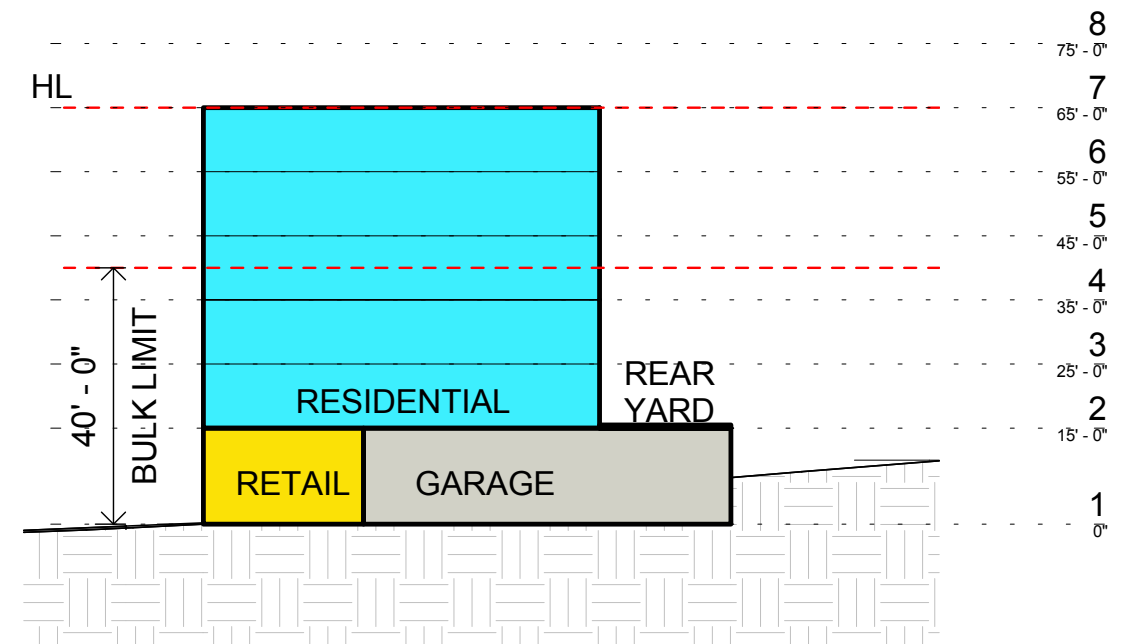 8
75' - 0"
HL
7
65' - 0"
6
55' - 0"
5
45' - 0"
4
35' - 0"
40' - 0"
BULK LIMIT
3
25' - 0"
REAR
YARD
RESIDENTIAL
2
15' - 0"
RETAIL
GARAGE
1
0"